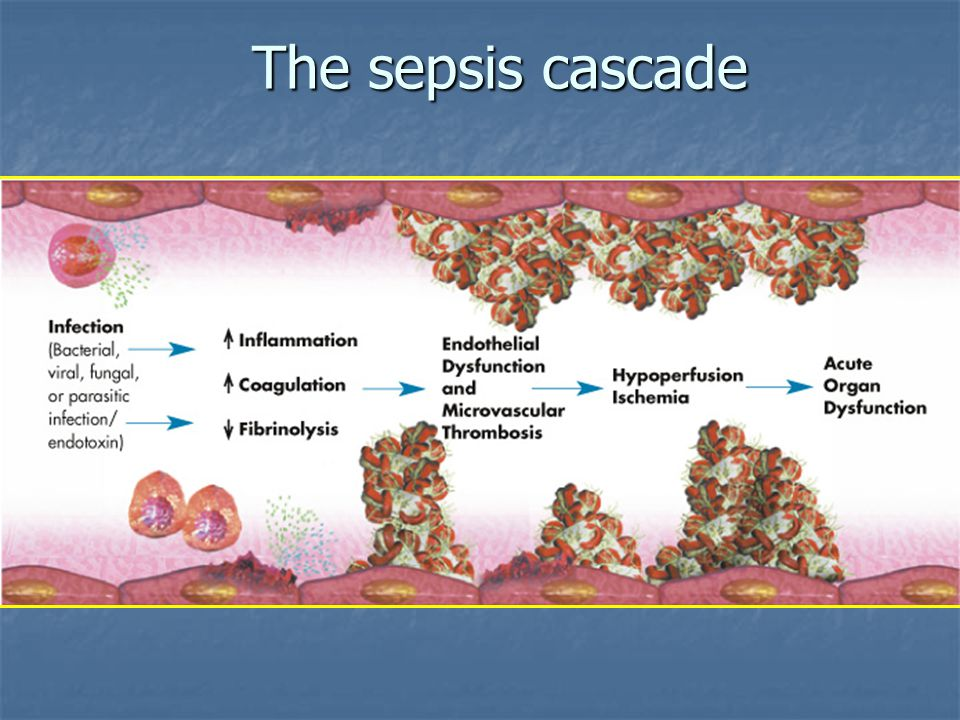 The sepsis cascade
Infection
(Bacterial,
viral, fungal,
or parasitic
infection/
endotoxin)
↑ Inflammation
↑ Coagulation
↓ Fibrinolysis
Endothelial
Dysfunction
and
Microvascular
Thrombosis
Hypoperfusion
Ischemia
Acute
Organ
Dysfunction